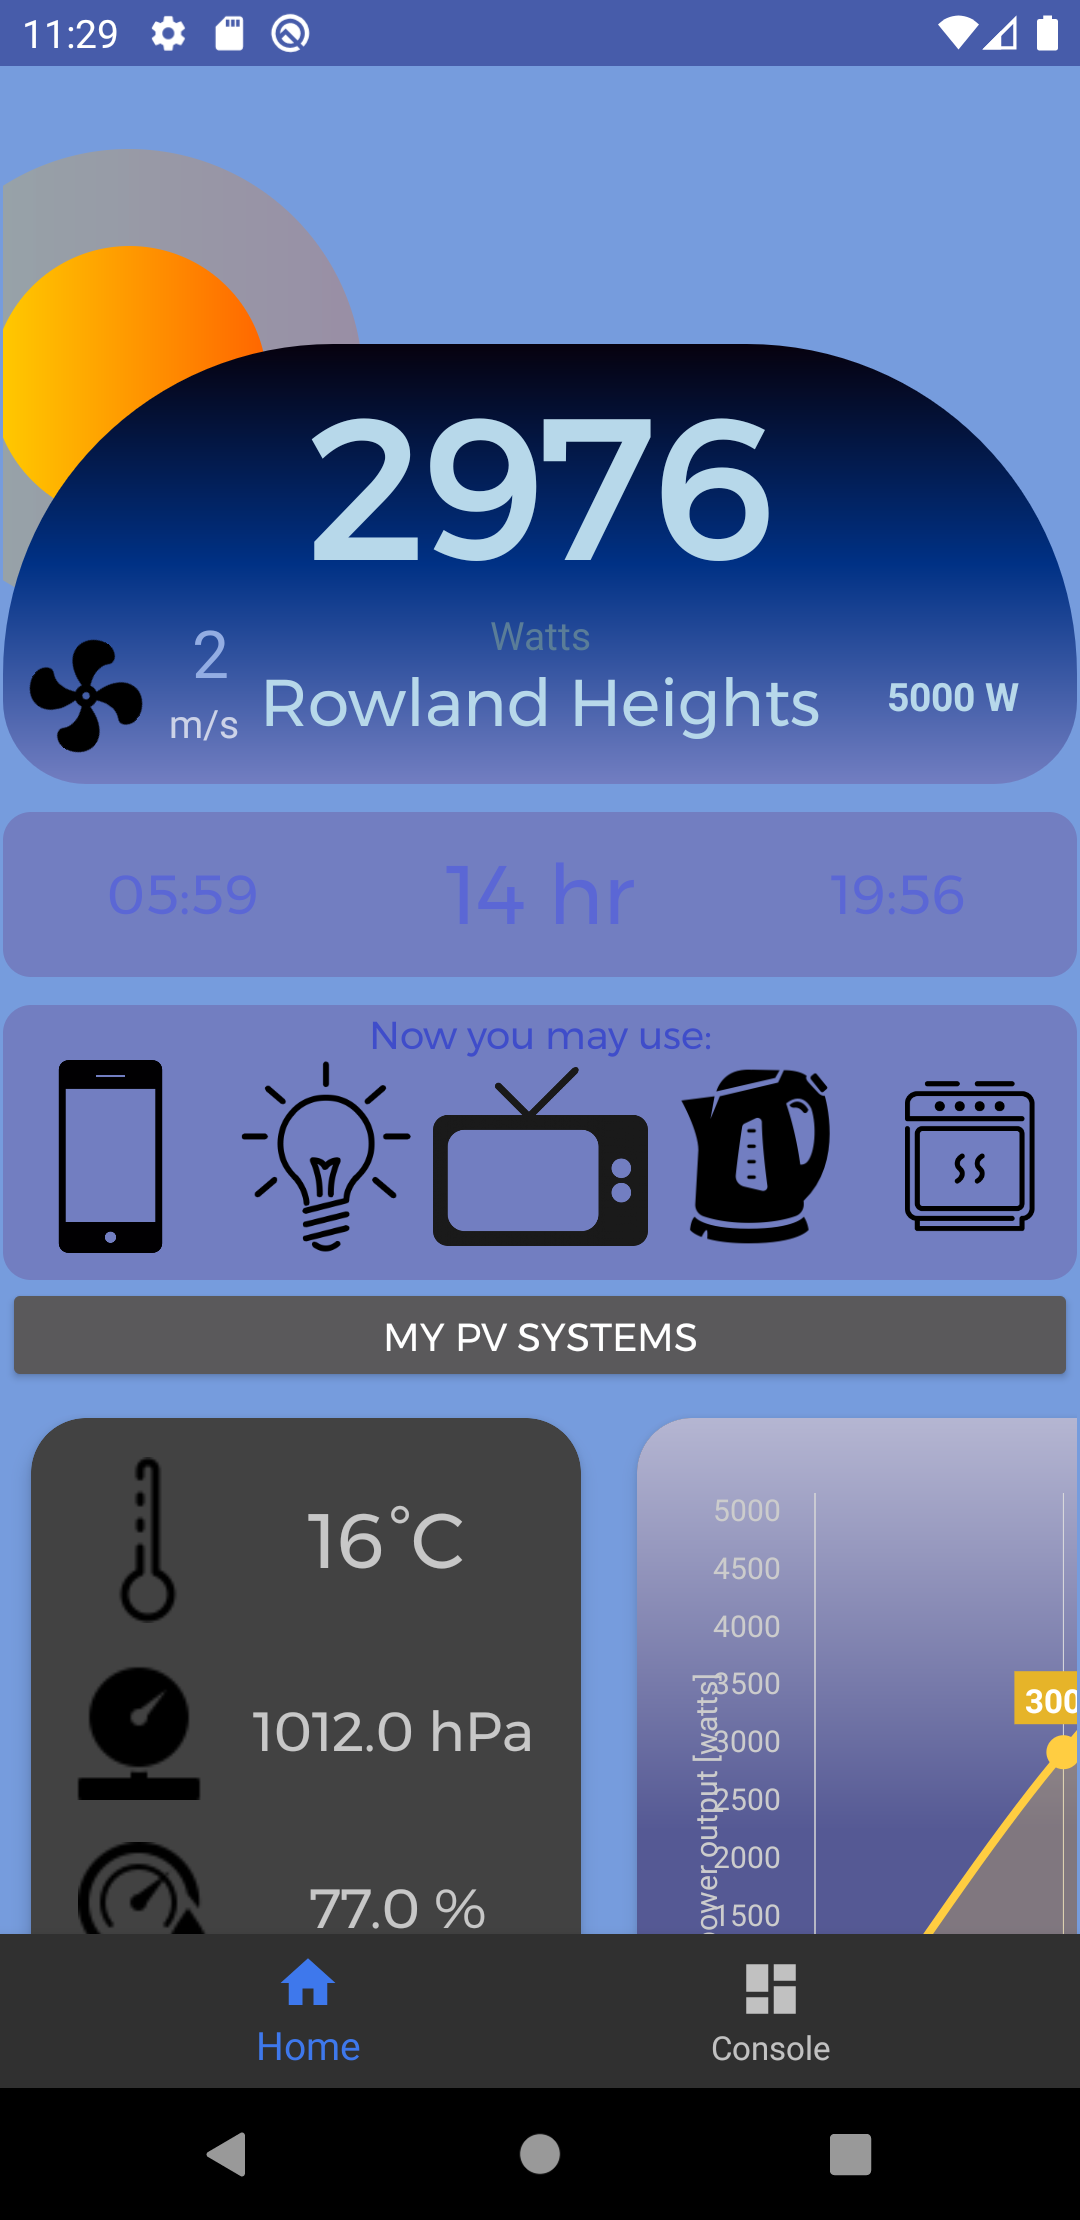 11:29
2976
Watts
2
m/s
Rowland Heights
5000 W
05:59
14 hr
19:56
Now you may use:
MY PV SYSTEMS
16°C
1012.0 hPa
77.0 %
5000
4500
4000
3500
3000
2500
2000
1500
power output [watts]
300
Home
Console